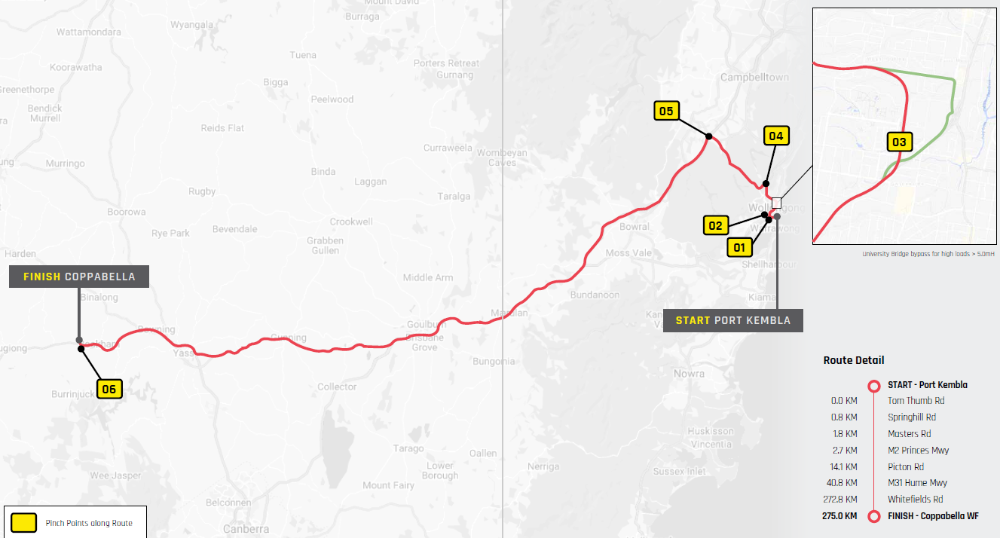 Mount David
Burraga
Wyangala
Wattamondara
Tuena
Porters Retreat
Gurnang
Koorawatha
Bigga
Campbelltown
Greenethorpe
Peelwood
Bendick
Murrell
05
Reids Flat
04
03
Curraweela
Wombeyan
Caves
Murringo
Binda
Laggan
Rugby
Taralga
Wollongong
Boorowa
Crookwell
02
Bevendale
Rye Park
Bowral
Warrawong
Grabben
Gullen
01
Harden
Moss Vale
University Bridge bypass for high loads > 5.0mH
Shellharbour
FINISH COPPABELLA
Middle Arm
Binalong
Bundanoon
Kiama
Marulan
START PORT KEMBLA
Goulburn
Bowning
Gunning
Brisbane
Grove
Yass
Bungonia
Route Detail
Nowra
START - Port Kembla
06
Collector
Burrinjuck
0.0 KM Tom Thumb Rd
0.8 KM Springhill Rd
Huskisson
Vincentia
1.8 KM Masters Rd
Tarago
Oallen
2.7 KM M2 Princes Mwy
Lower
Borough
Nerriga
14.1 KM Picton Rd
Sussex Inlet
Wee Jasper
Mount Fairy
40.8 KM M31 Hume Mwy
Belconnen
272.8 KM Whitefields Rd
275.0 KM FINISH - Coppabella WF
Pinch Points along Route
Canberra